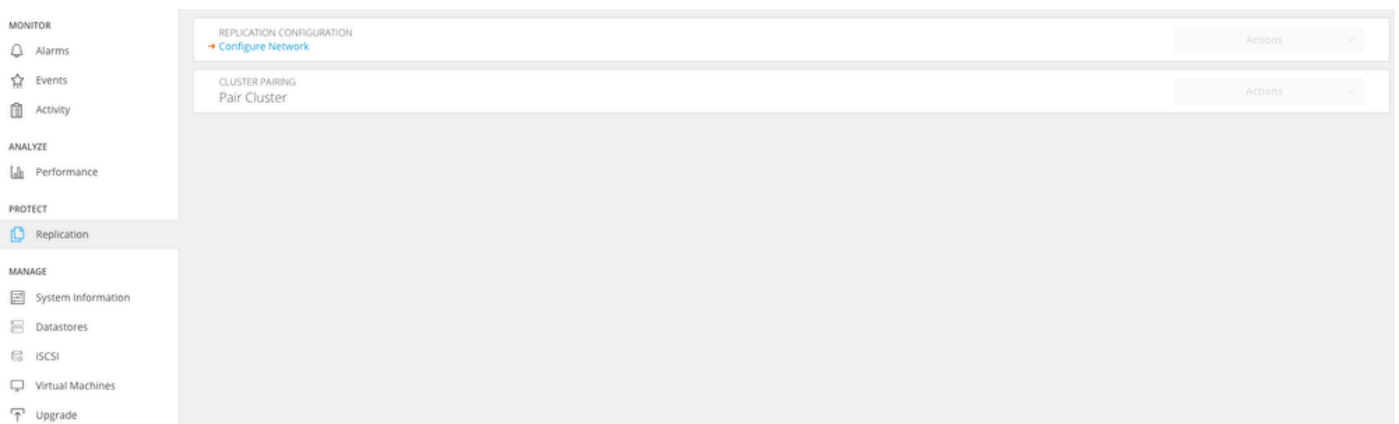 MONITOR
Alarms
Events
Activity
ANALYZE
Performance
PROTECT
Replication
MANAGE
System Information
Datastores
iSCSI
Virtual Machines
Upgrade
REPLICATION CONFIGURATION
Configure Network
Actions
CLUSTER PAIRING
Pair Cluster
Actions